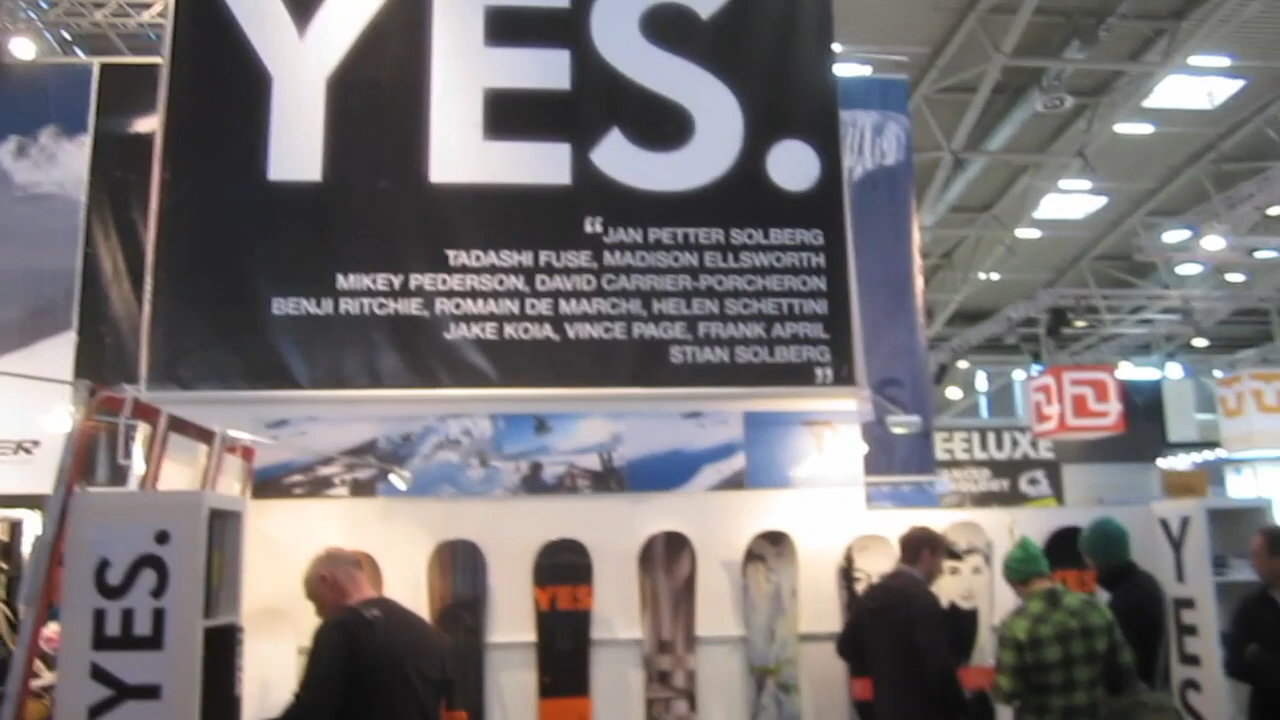 YES.
“JAN PETTER SOLBERG
TADASHI FUSE, MADISON ELLSWORTH
MIKEY PEDERSON, DAVID CARRIER-PORCHERON
BENJI RITCHIE, ROMAIN DE MARCHI, HELEN SCHETTINI
JAKE KOIA, VINCE PAGE, FRANK APRIL
STIAN SOLBERG
”
EELUXE
YES.
YES
YES
YES